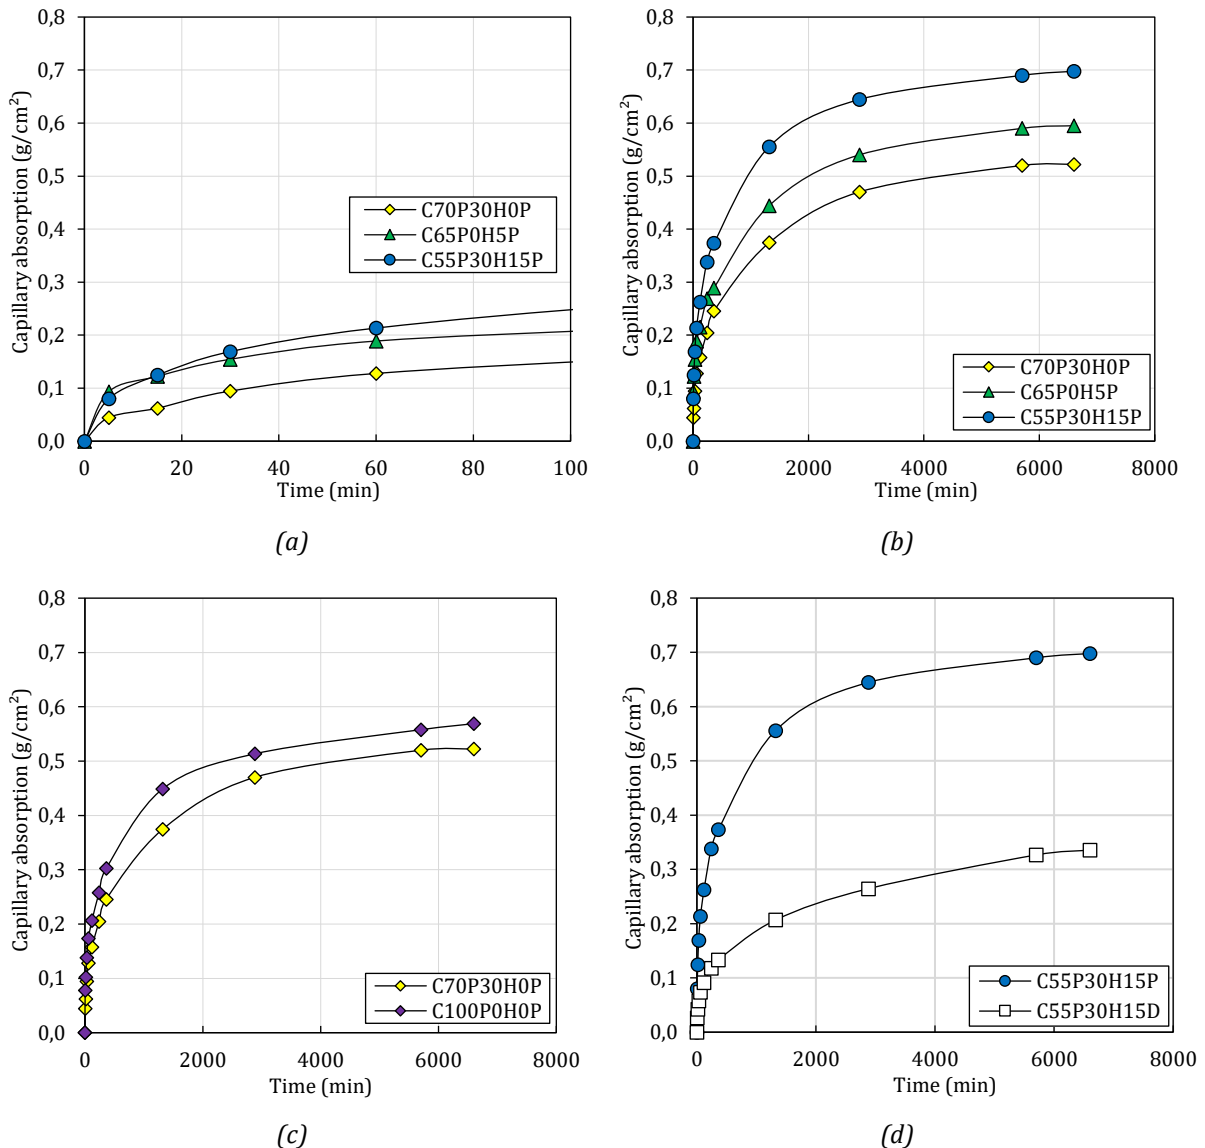 0,8
0,7
0,6
0,5
0,4
0,3
0,2
0,1
0,0
Capillary absorption (g/cm²)
C70P30H0P
C65P0H5P
C55P30H15P
0 20 40 60 80 100
Time (min)
(a)
0,8
0,7
0,6
0,5
0,4
0,3
0,2
0,1
0,0
Capillary absorption (g/cm²)
C70P30H0P
C65P0H5P
C55P30H15P
0 2000 4000 6000 8000
Time (min)
(b)
0,8
0,7
0,6
0,5
0,4
0,3
0,2
0,1
0,0
Capillary absorption (g/cm²)
C70P30H0P
C100P0H0P
0 2000 4000 6000 8000
Time (min)
(c)
0,8
0,7
0,6
0,5
0,4
0,3
0,2
0,1
0,0
Capillary absorption (g/cm²)
C55P30H15P
C55P30H15D
0 2000 4000 6000 8000
Time (min)
(d)